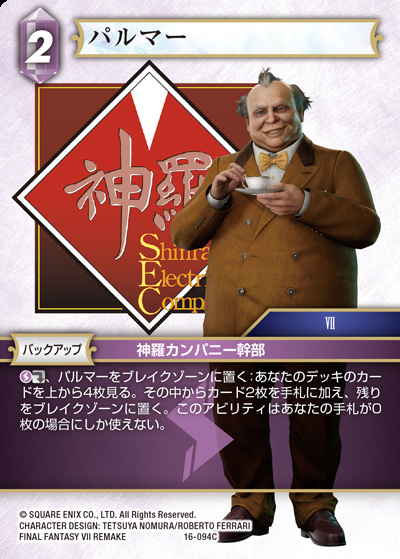 2
パルマー
神羅
Shinra
Electri
Comp
VII
バックアップ
神羅カンパニー幹部
、パルマーをブレイクゾーンに置く:あなたのデッキのカー
ドを上から4枚見る。その中からカード2枚を手札に加え、残り
をブレイクゾーンに置く。このアビリティはあなたの手札が0
枚の場合にしか使えない。
© SQUARE ENIX CO., LTD. All Rights Reserved.
CHARACTER DESIGN: TETSUYA NOMURA/ROBERTO FERRARI
FINAL FANTASY VII REMAKE 16-094C